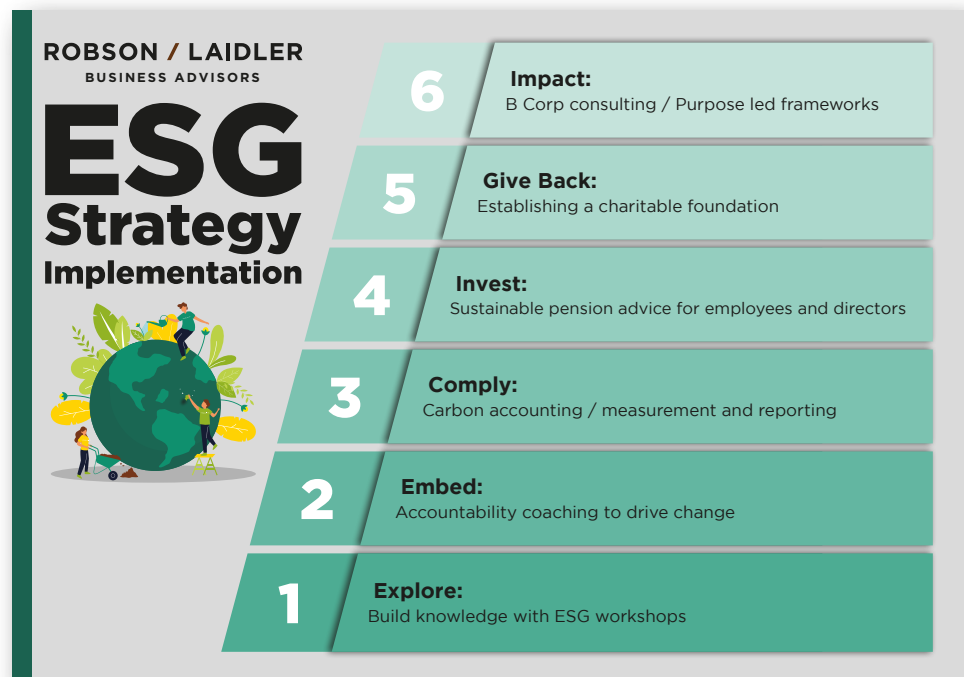 ROBSON / LAIDLER
BUSINESS ADVISORS
ESG
Strategy
Implementation
6
Impact:
B Corp consulting / Purpose led frameworks
5
Give Back:
Establishing a charitable foundation
4
Invest:
Sustainable pension advice for employees and directors
3
Comply:
Carbon accounting / measurement and reporting
2
Embed:
Accountability coaching to drive change
1
Explore:
Build knowledge with ESG workshops